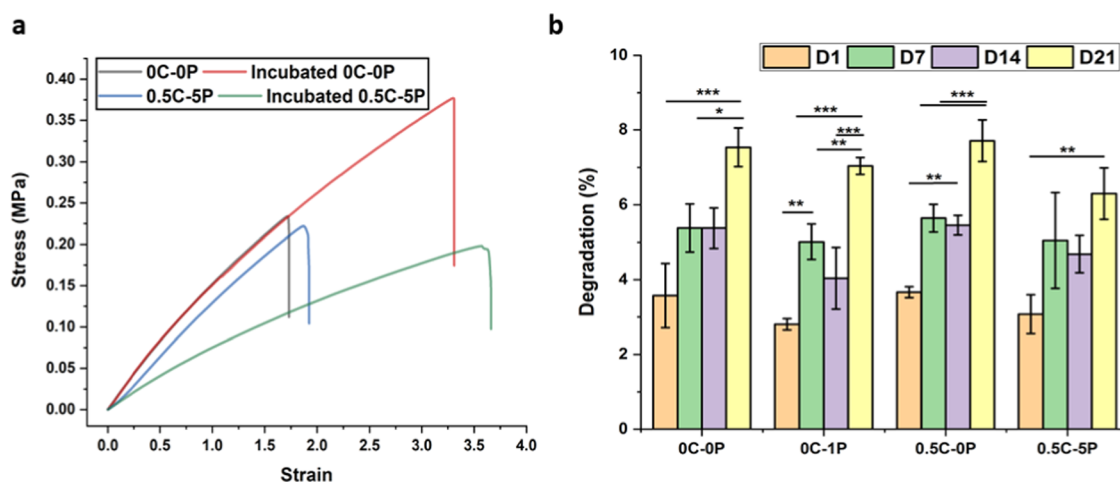 a
0C-0P Incubated 0C-0P
0.5C-5P Incubated 0.5C-5P
Stress (MPa)
0.40
0.35
0.30
0.25
0.20
0.15
0.10
0.05
0.00
0.0 0.5 1.0 1.5 2.0 2.5 3.0 3.5 4.0
Strain
b
D1 D7 D14 D21
Degradation (%)
10
8
6
4
2
0
***
*
***
***
**
**
***
**
**
0C-0P 0C-1P 0.5C-0P 0.5C-5P